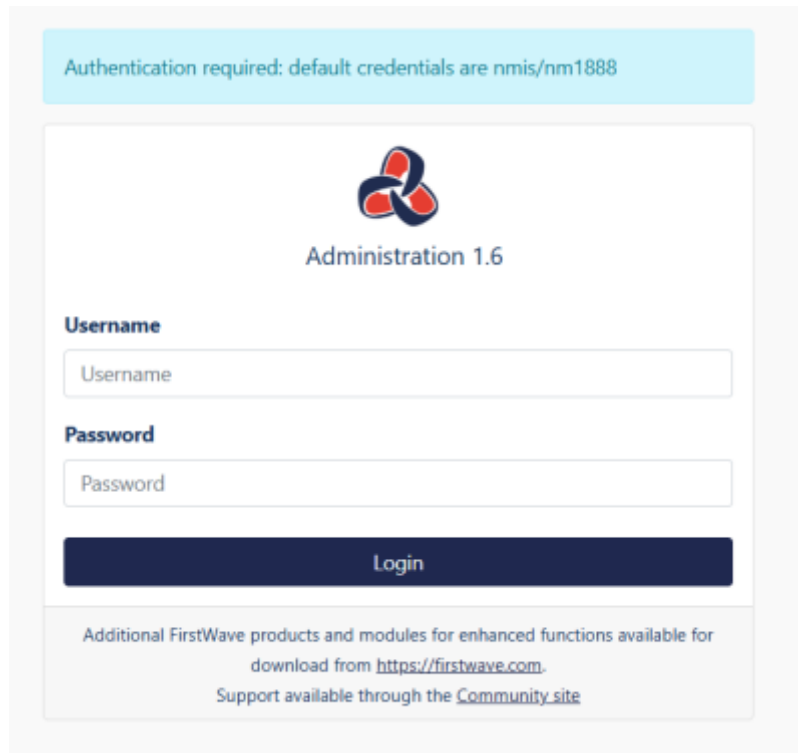 Authentication required: default credentials are nmis/nm1888
Administration 1.6
Username
Username
Password
Password
Login
Additional FirstWave products and modules for enhanced functions available for
download from https://firstwave.com.
Support available through the Community site